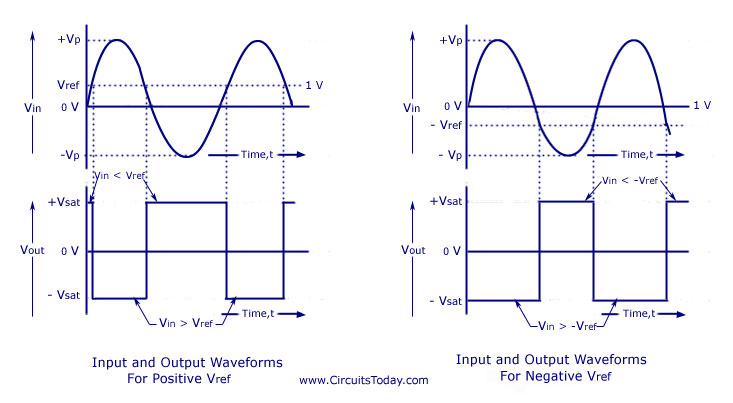 +Vp
Vref
1 V
Vin
0 V
-Vp
Time,t
Vin < Vref
+Vsat
Vout
0 V
- Vsat
Time,t
Vin > Vref
Input and Output Waveforms
For Positive Vref
+Vp
Vin
0 V
1 V
- Vref
- Vp
Time,t
Vin < -Vref
+Vsat
Vout
0 V
- Vsat
Time,t
Vin > -Vref
Input and Output Waveforms
For Negative Vref
www.CircuitsToday.com